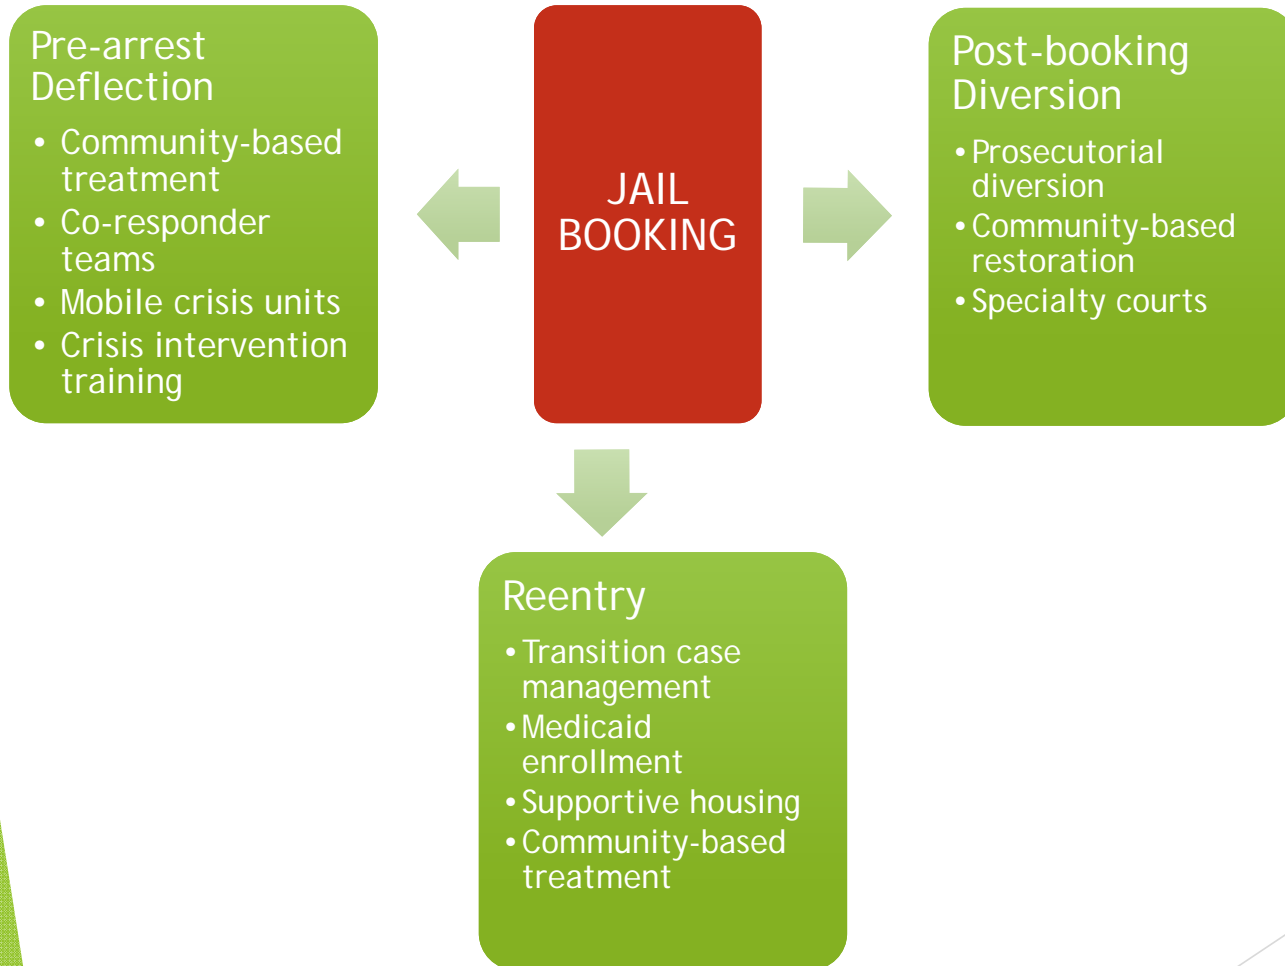 Pre-arrest
Deflection
• Community-based
treatment
• Co-responder
teams
• Mobile crisis units
• Crisis intervention
training
JAIL
BOOKING
Post-booking
Diversion
• Prosecutorial
diversion
• Community-based
restoration
• Specialty courts
Reentry
• Transition case
management
• Medicaid
enrollment
• Supportive housing
• Community-based
treatment